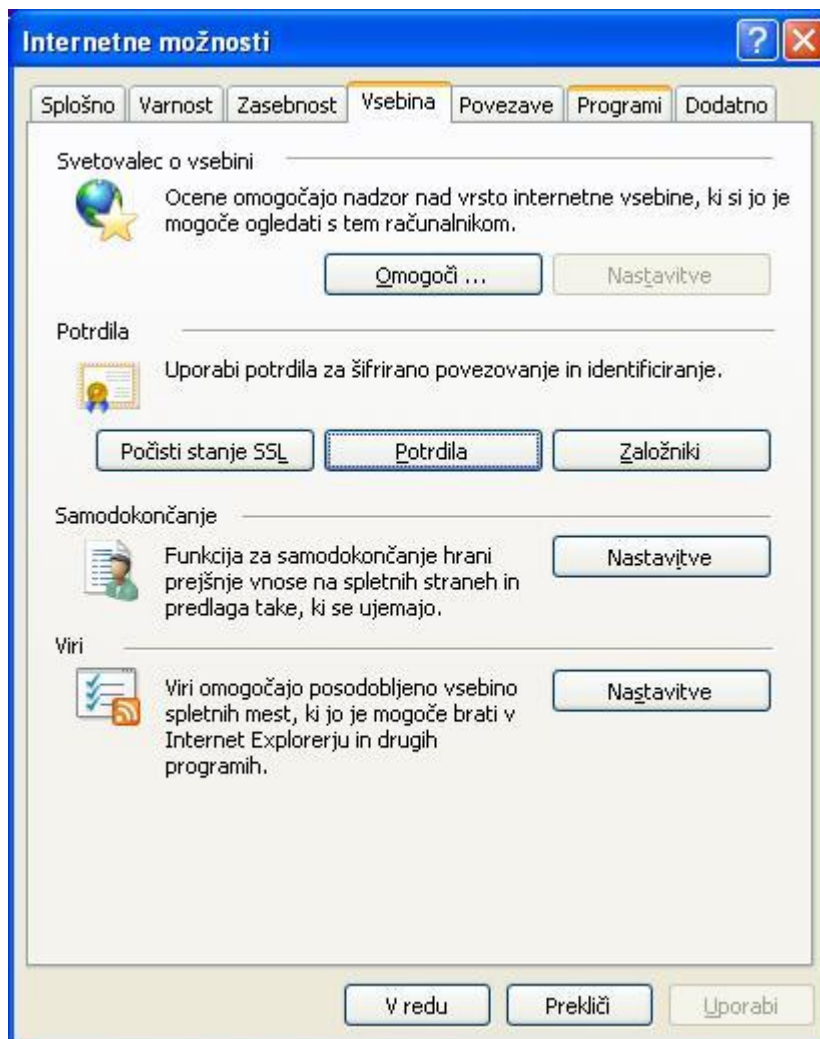 Internetne možnosti
Splošno Varnost Zasebnost Vsebina Povezave Programi Dodatno
Svetovalec o vsebini
Ocene omogočajo nadzor nad vrsto internetne vsebine, ki si jo je
mogoče ogledati s tem računalnikom.
Omogoči ... Nastavitve
Potrdila
Uporabi potrdila za šifrirano povezovanje in identificiranje.
Počisti stanje SSL Potrdila Založniki
Samodokončanje
Funkcija za samodokončanje hrani
prejšnje vnose na spletnih straneh in
predlaga take, ki se ujemajo.
Nastavitve
Viri
Viri omogočajo posodobljeno vsebino
spletnih mest, ki jo je mogoče brati v
Internet Explorerju in drugih
programih.
Nastavitve
V redu Prekliči Uporabi